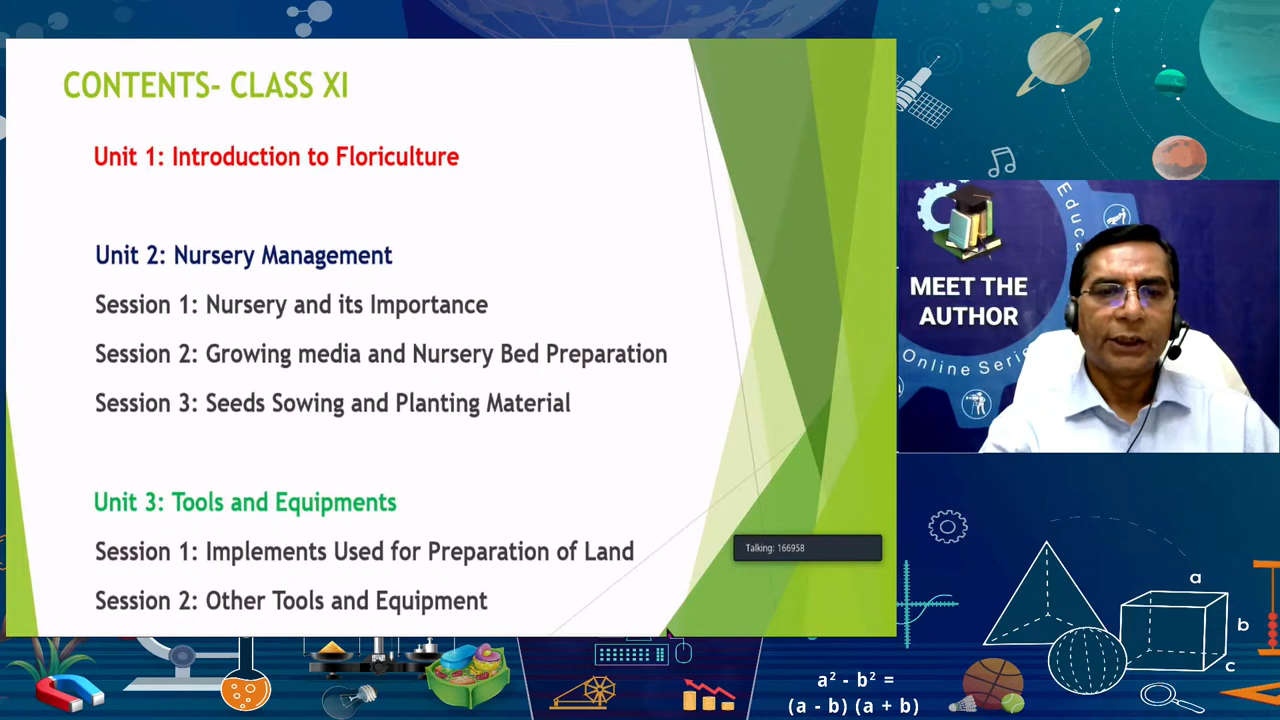 CONTENTS- CLASS XI
Unit 1: Introduction to Floriculture
Unit 2: Nursery Management
Session 1: Nursery and its Importance
Session 2: Growing media and Nursery Bed Preparation
Session 3: Seeds Sowing and Planting Material
Unit 3: Tools and Equipments
Session 1: Implements Used for Preparation of Land
Session 2: Other Tools and Equipment
Talking: 166958
MEET THE
AUTHOR
Online Serie
Educa
a
b
c
a² - b² =
(a - b) (a + b)